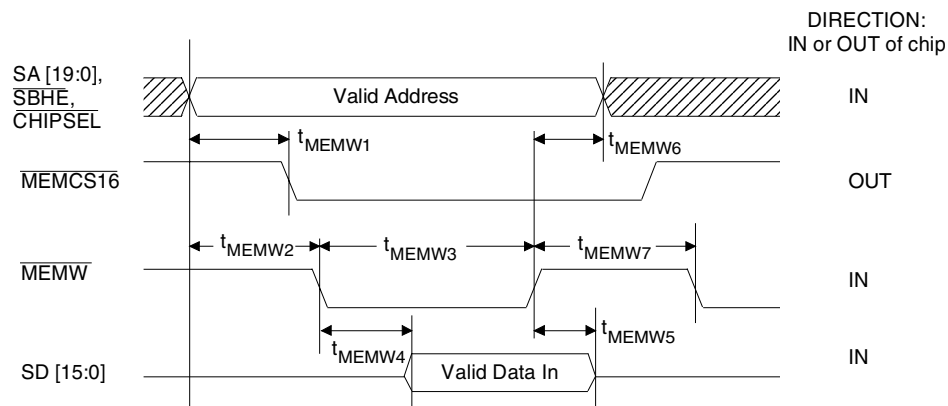 DIRECTION:
IN or OUT of chip
SA [19:0],
SBHE,
CHIPSEL
Valid Address
IN
tMEMW1
tMEMW6
MEMCS16
OUT
tMEMW2
tMEMW3
tMEMW7
MEMW
IN
tMEMW4
tMEMW5
IN
SD [15:0]
Valid Data In